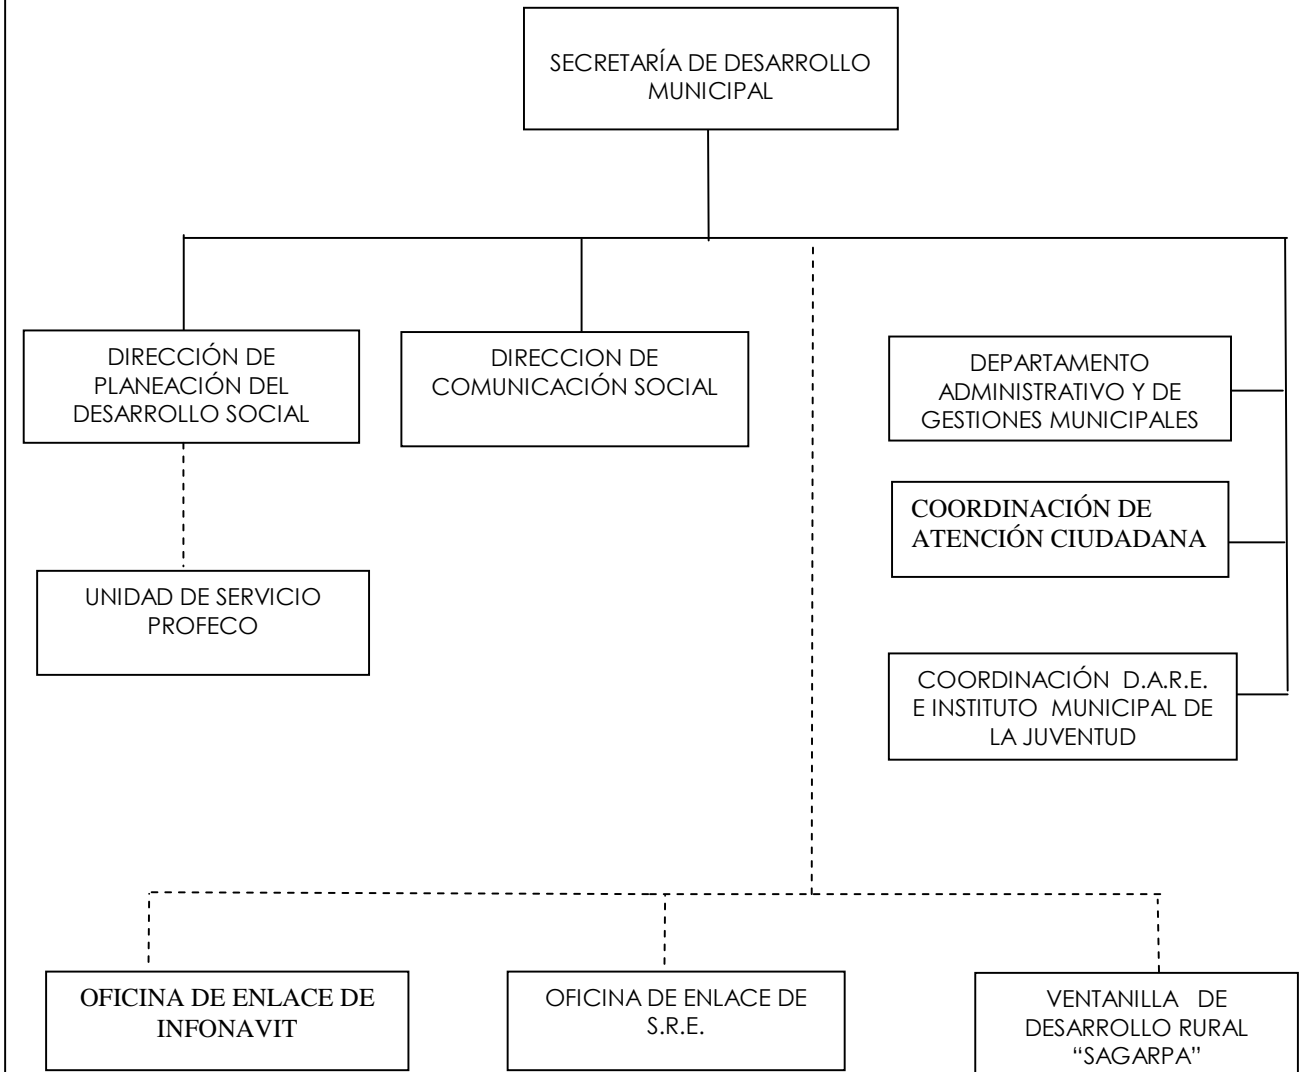 SECRETARÍA DE DESARROLLO
MUNICIPAL
DIRECCIÓN DE
PLANEACIÓN DEL
DESARROLLO SOCIAL
DIRECCION DE
COMUNICACIÓN SOCIAL
DEPARTAMENTO
ADMINISTRATIVO Y DE
GESTIONES MUNICIPALES
COORDINACIÓN DE
ATENCIÓN CIUDADANA
UNIDAD DE SERVICIO
PROFECO
COORDINACIÓN D.A.R.E.
E INSTITUTO MUNICIPAL DE
LA JUVENTUD
OFICINA DE ENLACE DE
INFONAVIT
OFICINA DE ENLACE DE
S.R.E.
VENTANILLA DE
DESARROLLO RURAL
“SAGARPA”